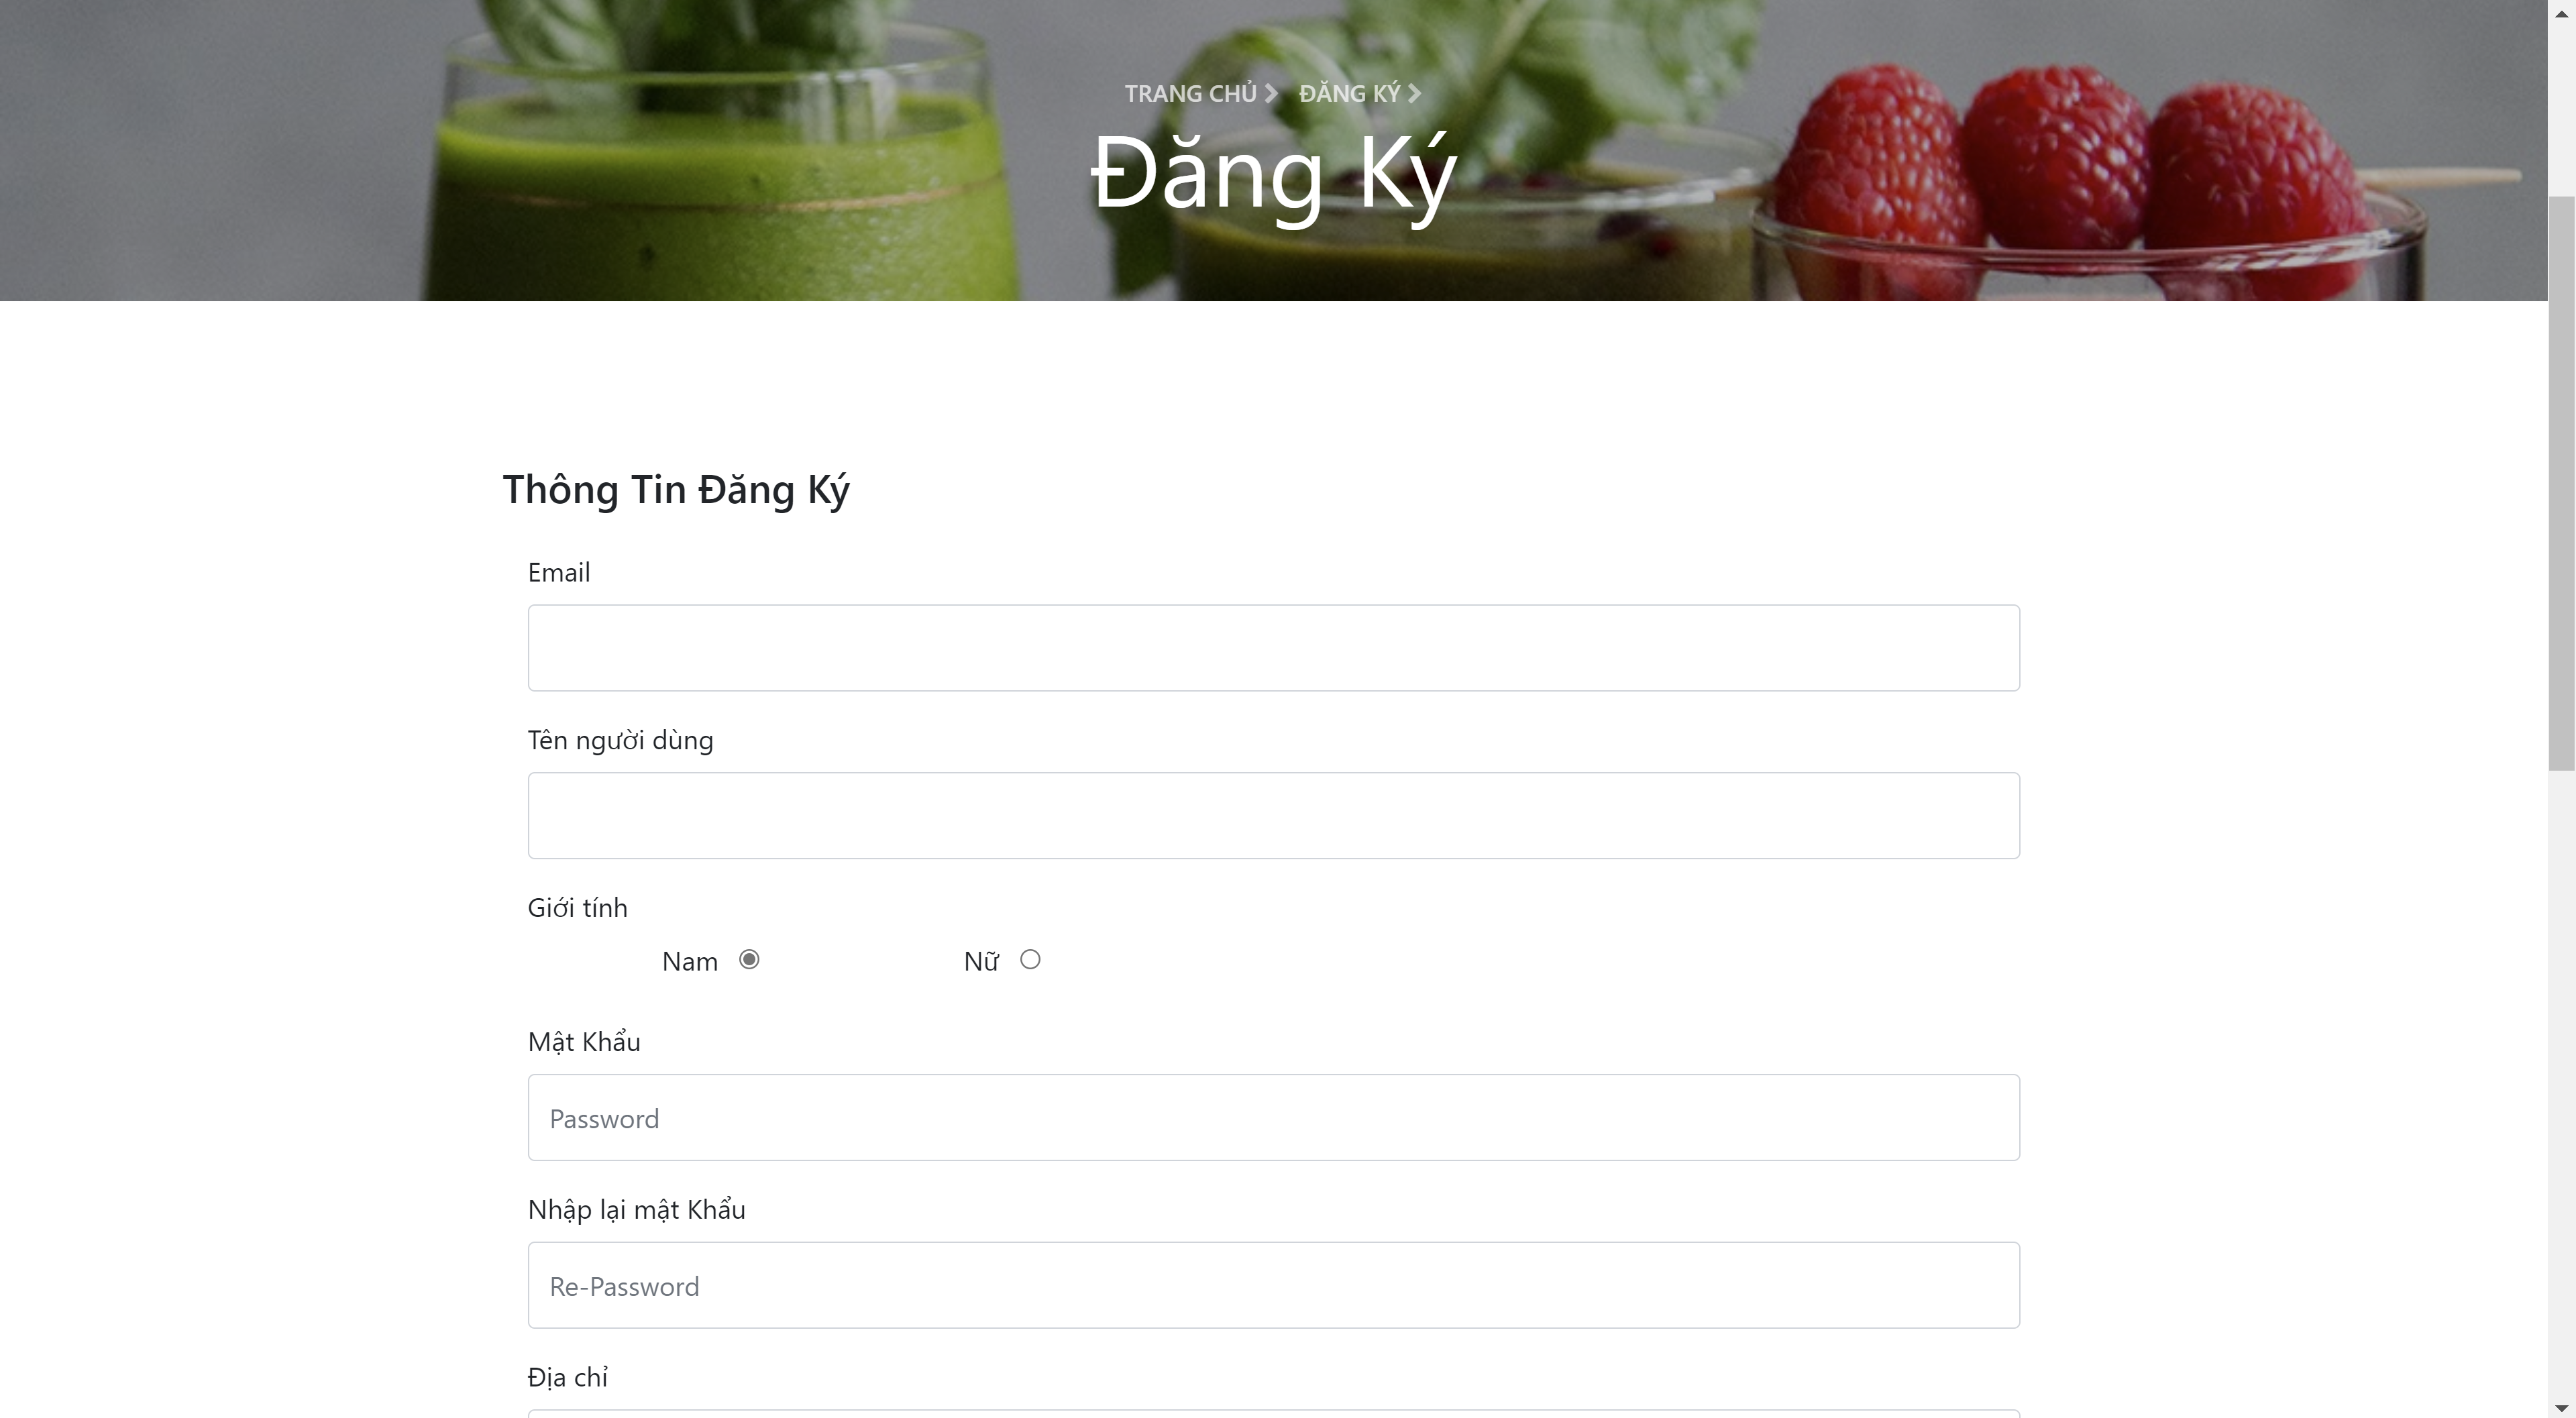 TRANG CHỦ ĐĂNG KÝ
Đăng Ký
Thông Tin Đăng Ký
Email
Tên người dùng
Giới tính
Nam Nữ
Mật Khẩu
Password
Nhập lại mật Khẩu
Re-Password
Địa chỉ